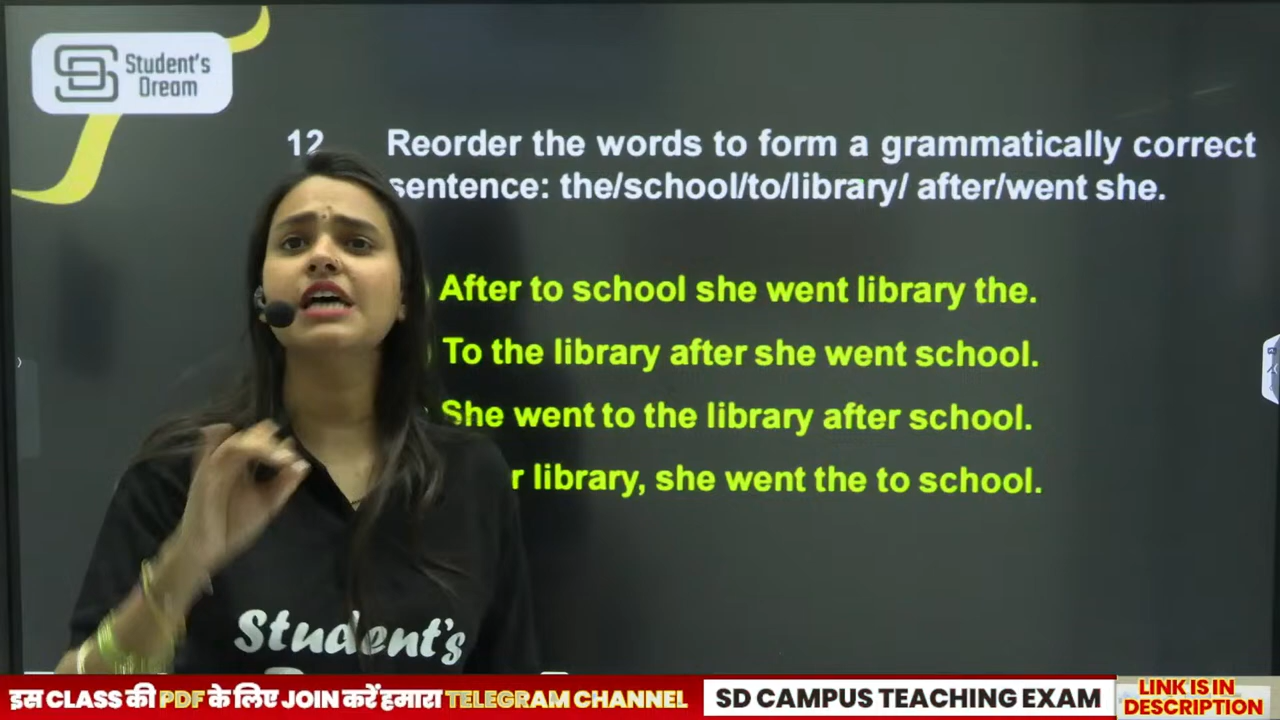 Student's
Dream
12
Reorder the words to form a grammatically correct
sentence: the/school/to/library/ after/went she.
After to school she went library the.
To the library after she went school.
She went to the library after school.
library, she went the to school.
Student's
इस CLASS की PDF के लिए JOIN करें हमारा TELEGRAM CHANNEL
SD CAMPUS TEACHING EXAM
LINK IS IN
DESCRIPTION